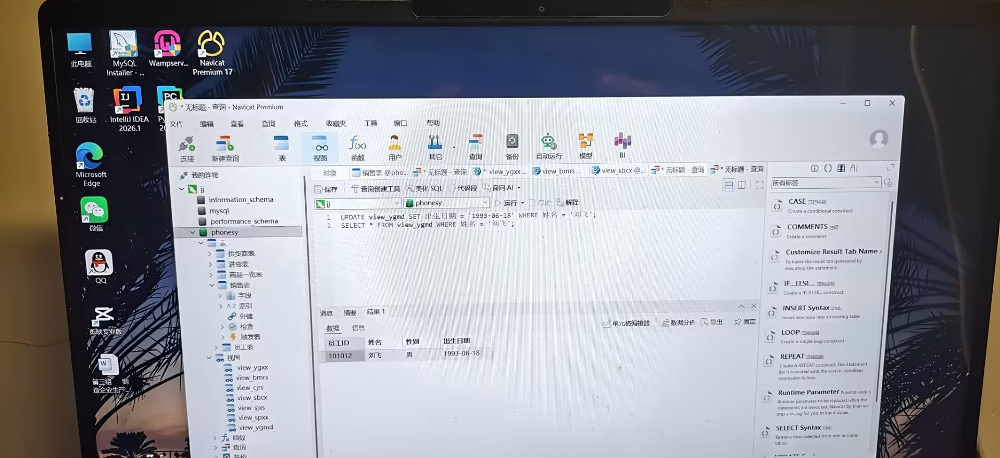 此电脑
MySQL
Installer - ...
Wampserv...
Navicat
Premium 17
回收站
IntelliJ IDEA
2026.1
Microsoft
Edge
微信
QQ
剪映专业版
第三组 制
造企业生产...
* 无标题 - 查询 - Navicat Premium
文件 编辑 查看 查询 格式 收藏夹 工具 窗口 帮助
连接 新建查询 表 视图 函数 用户 其它 查询 备份 自动运行 模型 BI
我的连接
jj
information_schema
mysql
performance_schema
phonesy
表
供货商表
进货表
商品一览表
销售表
字段
A-Z 索引
外键
检查
触发器
员工表
视图
view_ygxx
view_bmrs
view_cjrs
view_sbcx
view_sjxs
view_spxx
view_ygmd
函数
查询
备份
对象 销售表 @pho... * 无标题 - 查询 * view_ygxx ... view_bmrs ... view_sbcx @... * 无标题 - 查询 * 无标题 - 查询
保存 查询创建工具 美化 SQL () 代码段 询问 AI
jj phonesy 运行 停止 解释
1 UPDATE view_ygmd SET 出生日期 = '1993-06-18' WHERE 姓名 = '刘飞';
2 SELECT * FROM view_ygmd WHERE 姓名 = '刘飞';
消息 摘要 结果 1
数据 信息
单元格编辑器 数据分析 导出 固定
员工ID 姓名 性别 出生日期
101012 刘飞 男 1993-06-18
AI
所有标签
CASE 流程控制
Create a conditional construct
COMMENTS 注释
Create a comment
Customize Result Tab Name
To name the result tab generated by
executing the statement.
IF...ELSE... 流程控制
Create a IF...ELSE... construct
INSERT Syntax DML
Insert new rows into an existing table
LOOP 流程控制
Create a simple loop construct
REPEAT 流程控制
Create A REPEAT construct. The Statement
list is repeated until the search_condition
expression is true.
Runtime Parameter Navicat-only S
Runtime parameter to be replaced when the
statements are executed. Navicat by then will
pop a dialog for you to input value.
SELECT Syntax DML
Retrieve rows selected from one or more
tables